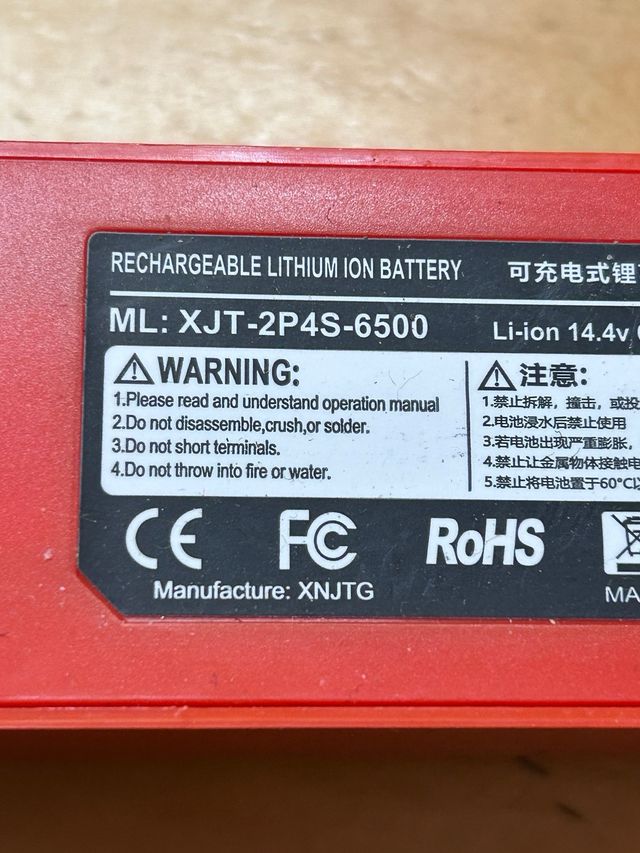 RECHARGEABLE LITHIUM ION BATTERY 可充电式锂
ML: XJT-2P4S-6500 Li-ion 14.4v
WARNING:
1.Please read and understand operation manual
2.Do not disassemble,crush,or solder.
3.Do not short terminals.
4.Do not throw into fire or water.
注意:
1.禁止拆解，撞击，或投
2.电池浸水后禁止使用
3.若电池出现严重膨胀，
4.禁止让金属物体接触电
5.禁止将电池置于60°C以
CE FC RoHS
Manufacture: XNJTG MA